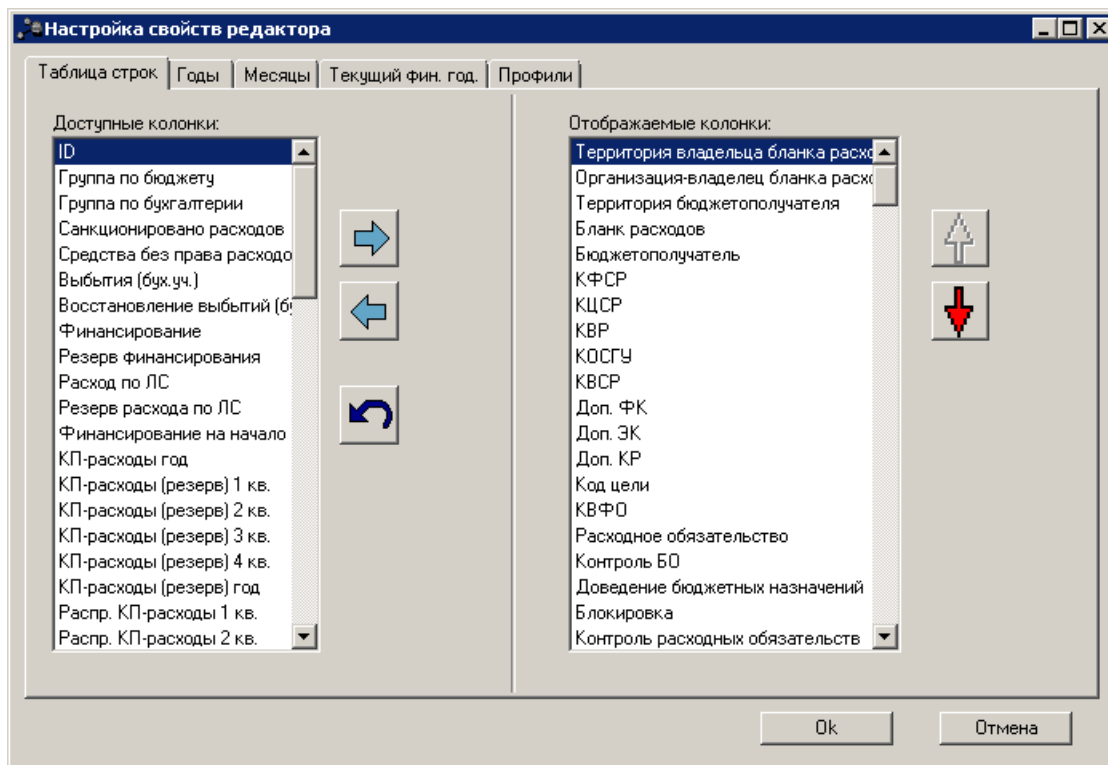 Настройка свойств редактора
Таблица строк Годы Месяцы Текущий фин. год. Профили
Доступные колонки:
ID
Группа по бюджету
Группа по бухгалтерии
Санкционировано расходов
Средства без права расходо
Выбытия (бух.уч.)
Восстановление выбытий (б
Финансирование
Резерв финансирования
Расход по ЛС
Резерв расхода по ЛС
Финансирование на начало
КП-расходы год
КП-расходы (резерв) 1 кв.
КП-расходы (резерв) 2 кв.
КП-расходы (резерв) 3 кв.
КП-расходы (резерв) 4 кв.
КП-расходы (резерв) год
Распр. КП-расходы 1 кв.
Распр. КП-расходы 2 кв.
Отображаемые колонки:
Территория владельца бланка расхо
Организация-владелец бланка расхо
Территория бюджетополучателя
Бланк расходов
Бюджетополучатель
КФСР
КЦСР
КВР
КОСГУ
КВСР
Доп. ФК
Доп. ЭК
Доп. КР
Код цели
КВФО
Расходное обязательство
Контроль БО
Доведение бюджетных назначений
Блокировка
Контроль расходных обязательств
Ok Отмена